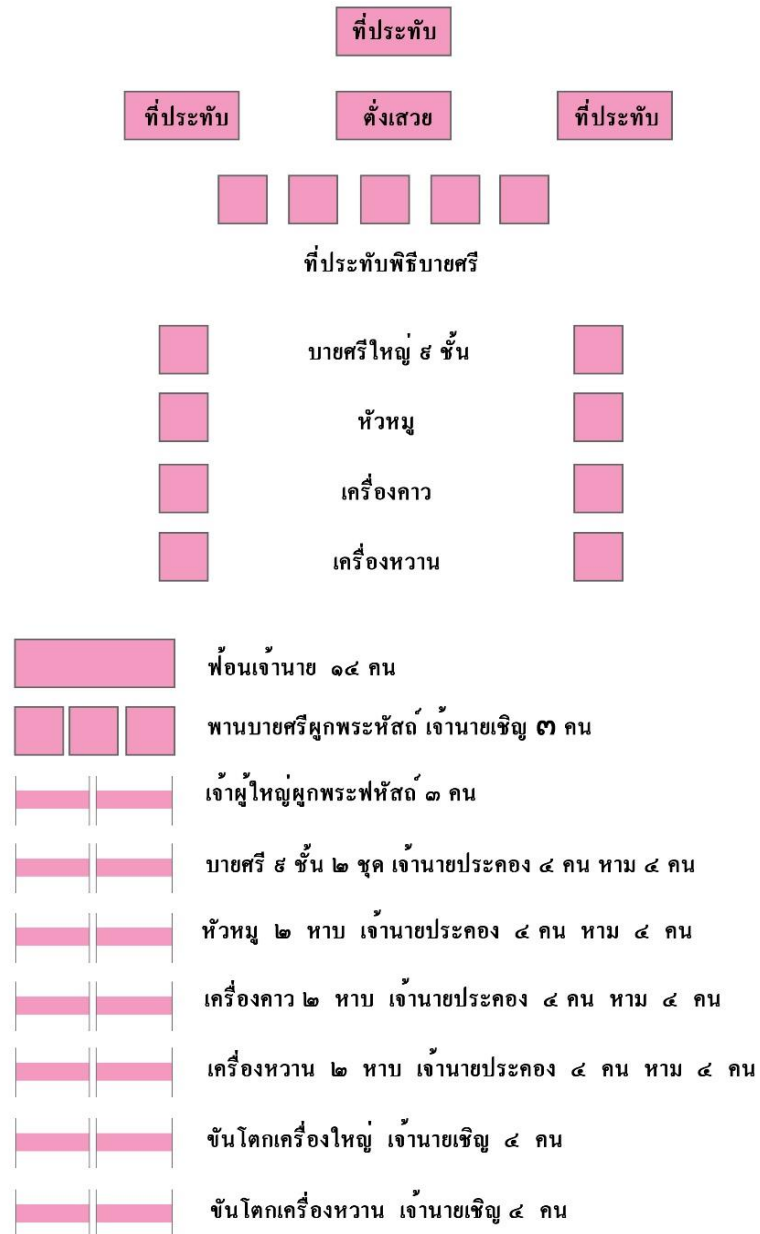 ที่ประทับ
ที่ประทับ ตั่งเสวย ที่ประทับ
ที่ประทับพิธีบายศรี
บายศรีใหญ่ ๙ ชั้น
หัวหมู
เครื่องคาว
เครื่องหวาน
ฟ้อนเจ้านาย ๑๔ คน
พานบายศรีผูกพระหัสถ์ เจ้านายเชิญ ๓ คน
เจ้าผู้ใหญ่ผูกพระฟหัสถ์ ๓ คน
บายศรี ๙ ชั้น ๒ ชุด เจ้านายประคอง ๔ คน หาม ๔ คน
หัวหมู ๒ หาบ เจ้านายประคอง ๔ คน หาม ๔ คน
เครื่องคาว ๒ หาบ เจ้านายประคอง ๔ คน หาม ๔ คน
เครื่องหวาน ๒ หาบ เจ้านายประคอง ๔ คน หาม ๔ คน
ขันโตกเครื่องใหญ่ เจ้านายเชิญ ๔ คน
ขันโตกเครื่องหวาน เจ้านายเชิญ ๔ คน